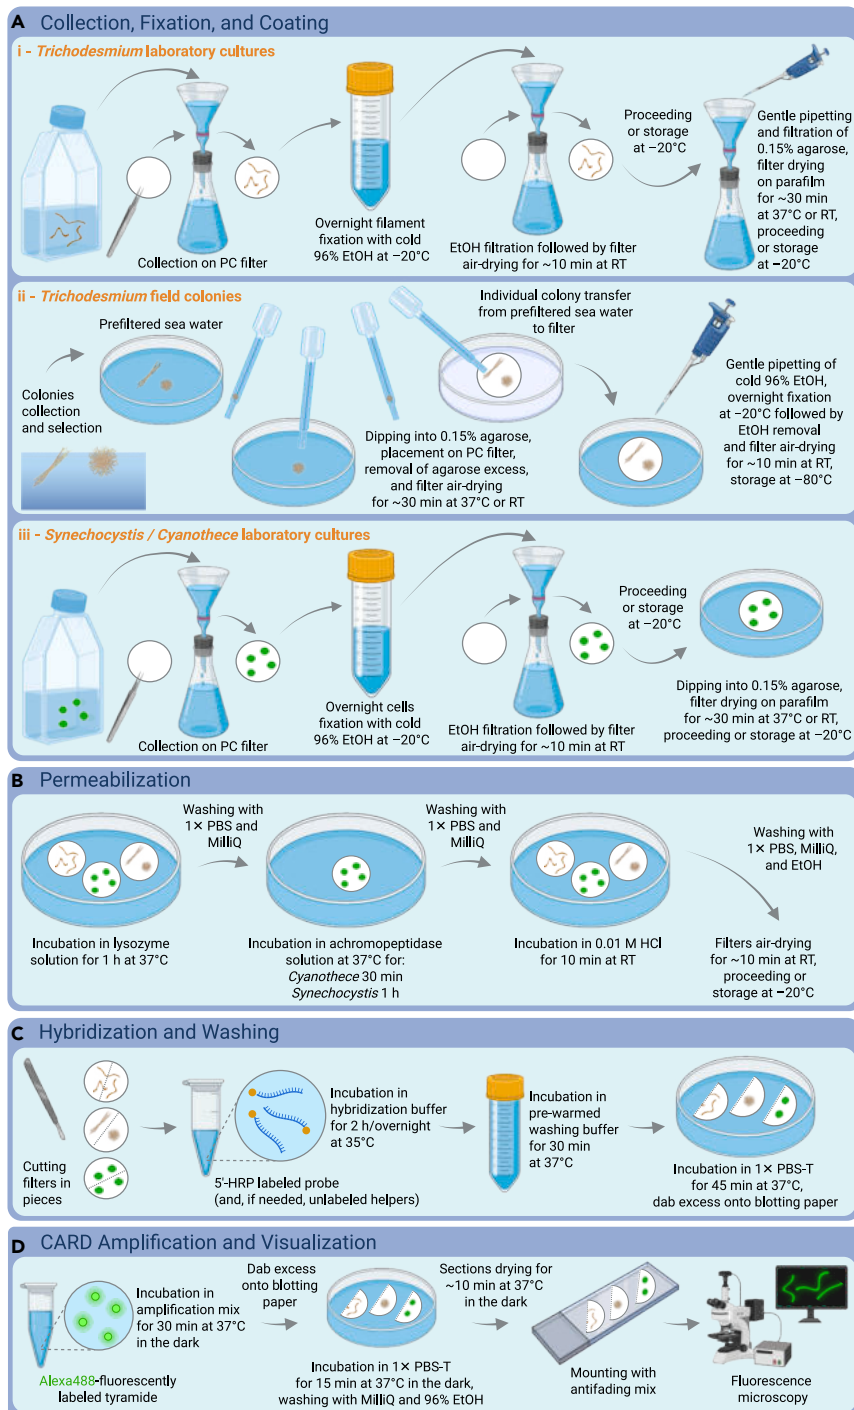 A Collection, Fixation, and Coating
i - Trichodesmium laboratory cultures
Collection on PC filter
Overnight filament
fixation with cold
96% EtOH at −20°C
EtOH filtration followed by filter
air-drying for ~10 min at RT
Proceeding
or storage
at −20°C
Gentle pipetting
and filtration of
0.15% agarose,
filter drying
on parafilm
for ~30 min
at 37°C or RT,
proceeding
or storage
at −20°C
ii - Trichodesmium field colonies
Colonies
collection
and selection
Prefiltered sea water
Dipping into 0.15% agarose,
placement on PC filter,
removal of agarose excess,
and filter air-drying
for ~30 min at 37°C or RT
Individual colony transfer
from prefiltered sea water
to filter
Gentle pipetting of
cold 96% EtOH,
overnight fixation
at −20°C followed by
EtOH removal
and filter air-drying
for ~10 min at RT,
storage at −80°C
iii - Synechocystis / Cyanothece laboratory cultures
Collection on PC filter
Overnight cells
fixation with cold
96% EtOH at −20°C
EtOH filtration followed by filter
air-drying for ~10 min at RT
Proceeding
or storage
at −20°C
Dipping into 0.15% agarose,
filter drying on parafilm
for ~30 min at 37°C or RT,
proceeding or storage at −20°C
B Permeabilization
Incubation in lysozyme
solution for 1 h at 37°C
Washing with
1× PBS and
MilliQ
Incubation in achromopeptidase
solution at 37°C for:
Cyanothece 30 min
Synechocystis 1 h
Washing with
1× PBS and
MilliQ
Incubation in 0.01 M HCl
for 10 min at RT
Washing with
1× PBS, MilliQ,
and EtOH
Filters air-drying
for ~10 min at RT,
proceeding or
storage at −20°C
C Hybridization and Washing
Cutting
filters in
pieces
Incubation in
hybridization buffer
for 2 h/overnight at
35°C
5'-HRP labeled probe
(and, if needed, unlabeled helpers)
Incubation in
pre-warmed
washing buffer
for 30 min
at 37°C
Incubation in 1× PBS-T
for 45 min at 37°C,
dab excess onto blotting paper
D CARD Amplification and Visualization
Incubation in
amplification mix
for 30 min at 37°C
in the dark
Alexa488-fluorescently
labeled tyramide
Dab excess
onto blotting
paper
Incubation in 1× PBS-T
for 15 min at 37°C in the dark,
washing with MilliQ and 96% EtOH
Sections drying for
~10 min at 37°C
in the dark
Mounting with
antifading mix
Fluorescence
microscopy